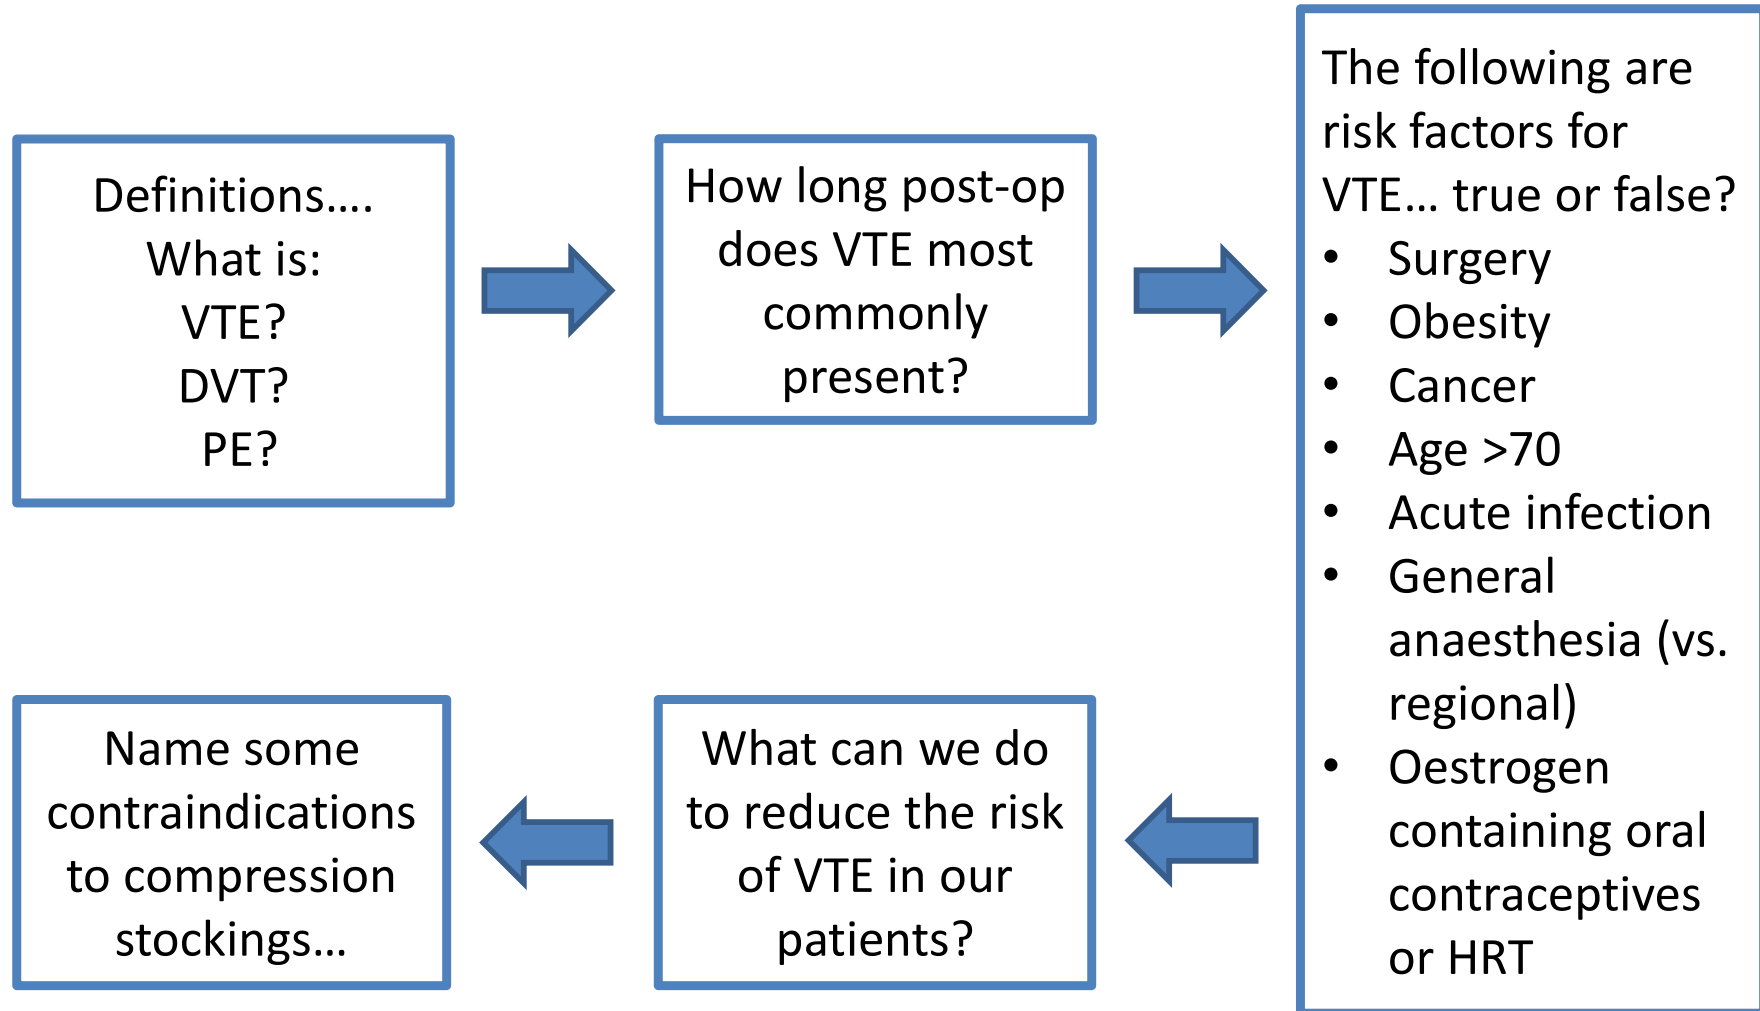 Definitions....
What is:
VTE?
DVT?
PE?
How long post-op
does VTE most
commonly
present?
The following are
risk factors for
VTE... true or false?
• Surgery
• Obesity
• Cancer
• Age >70
• Acute infection
• General
anaesthesia (vs.
regional)
• Oestrogen
containing oral
contraceptives
or HRT
What can we do
to reduce the risk
of VTE in our
patients?
Name some
contraindications
to compression
stockings...